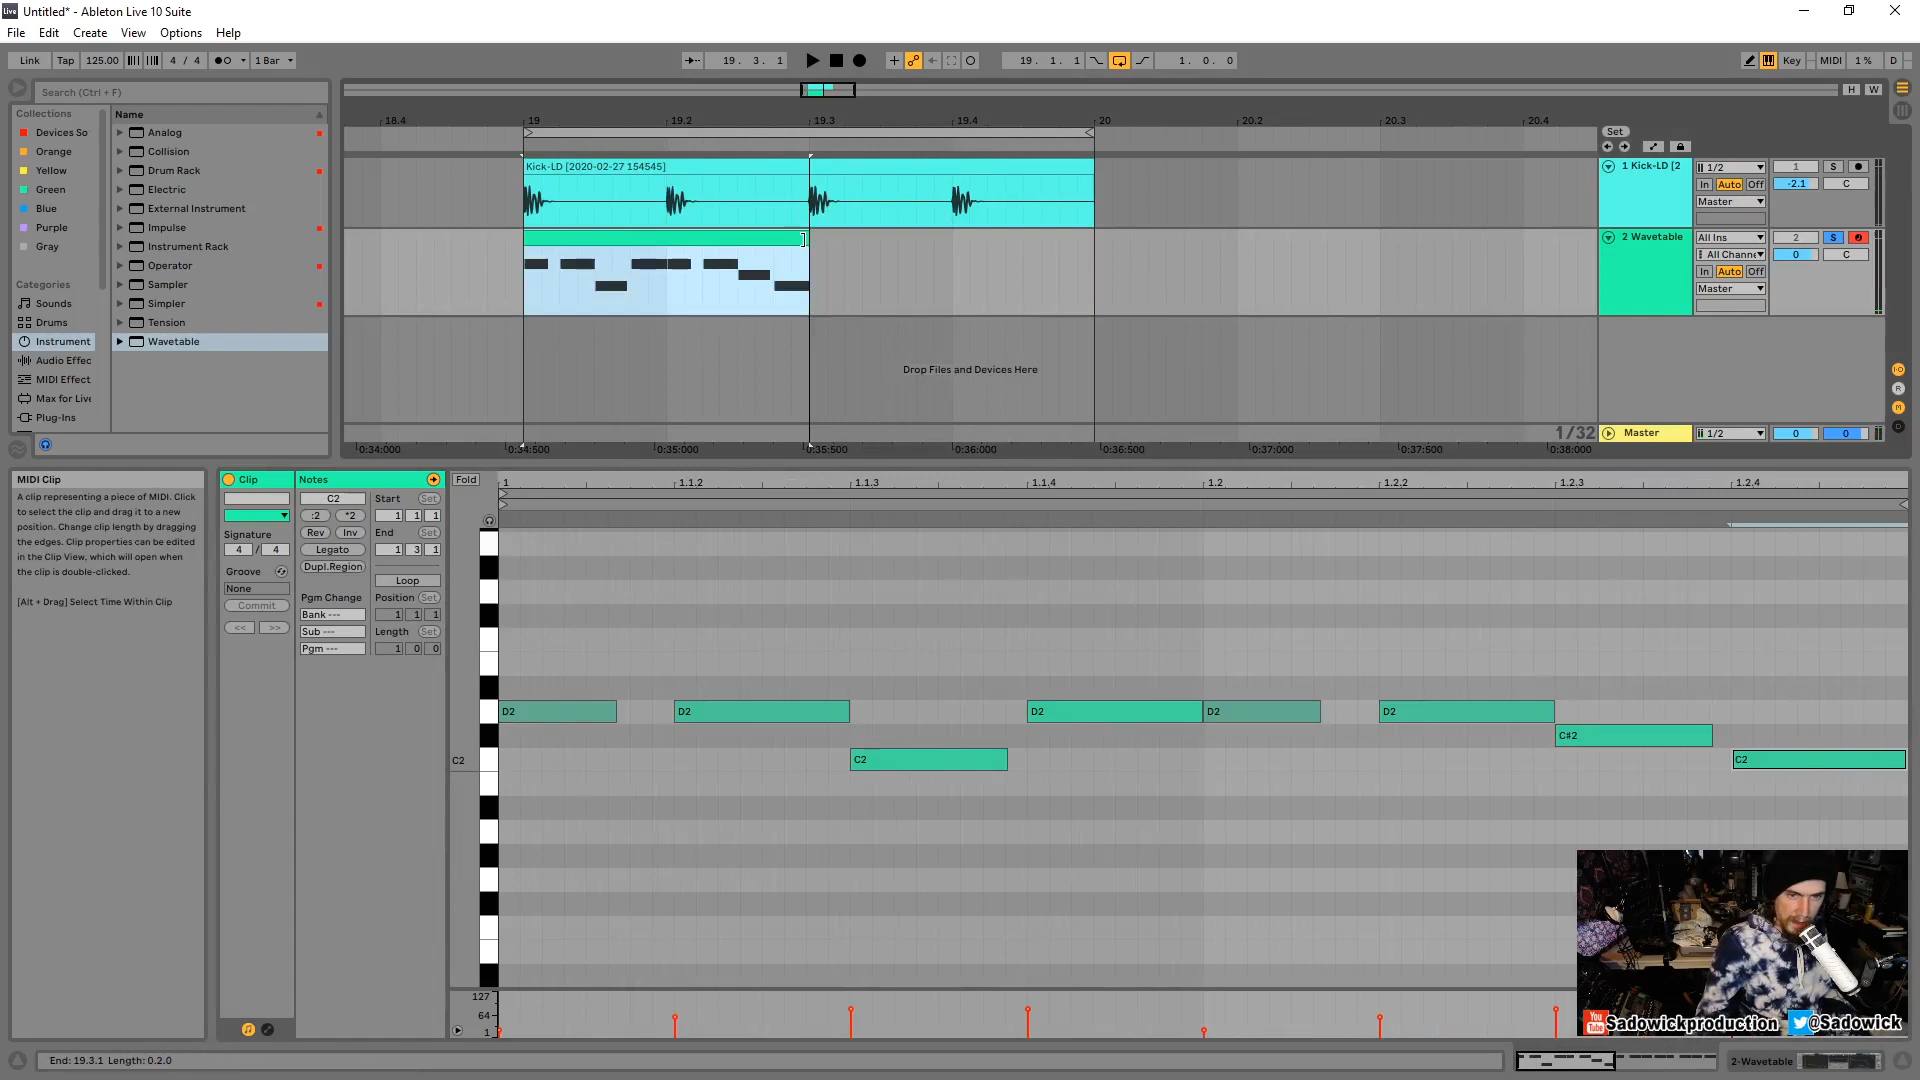 Live Untitled* - Ableton Live 10 Suite
File Edit Create View Options Help
Link Tap 125.00 4 / 4 1 Bar 19. 3. 1 19. 1. 1 1. 0. 0 Key MIDI 1 % D
Search (Ctrl + F)
H W
Collections
Devices So
Orange
Yellow
Green
Blue
Purple
Gray
Categories
Sounds
Drums
Instrument
Audio Effec
MIDI Effect
Max for Live
Plug-Ins
Name
Analog
Collision
Drum Rack
Electric
External Instrument
Impulse
Instrument Rack
Operator
Sampler
Simpler
Tension
Wavetable
18.4 19 19.2 19.3 19.4 20 20.2 20.3 20.4
Set
Kick-LD [2020-02-27 154545]
1 Kick-LD [2 1/2 1 S
In Auto Off -2.1 C
Master
2 Wavetable All Ins 2 S
All Channe 0 C
In Auto Off
Master
Drop Files and Devices Here
1/32 Master 1/2 0 0
0:34:000 0:34:500 0:35:000 0:35:500 0:36:000 0:36:500 0:37:000 0:37:500 0:38:000
R
M
D
MIDI Clip
A clip representing a piece of MIDI. Click
to select the clip and drag it to a new
position. Change clip length by dragging
the edges. Clip properties can be edited
in the Clip View, which will open when
the clip is double-clicked.
[Alt + Drag] Select Time Within Clip
Clip
Signature
4 / 4
Groove
None
Commit
<< >>
Notes
C2
:2 *2
Rev Inv
Legato
Dupl.Region
Pgm Change
Bank ---
Sub ---
Pgm ---
Start Set
1 1 1
End Set
1 3 1
Loop
Position Set
1 1 1
Length Set
1 0 0
Fold
1 1.1.2 1.1.3 1.1.4 1.2 1.2.2 1.2.3 1.2.4
D2 D2 D2 D2 D2
C#2
C2 C2 C2
127
64
1
You Tube Sadowickproduction @Sadowick
End: 19.3.1 Length: 0.2.0
2-Wavetable